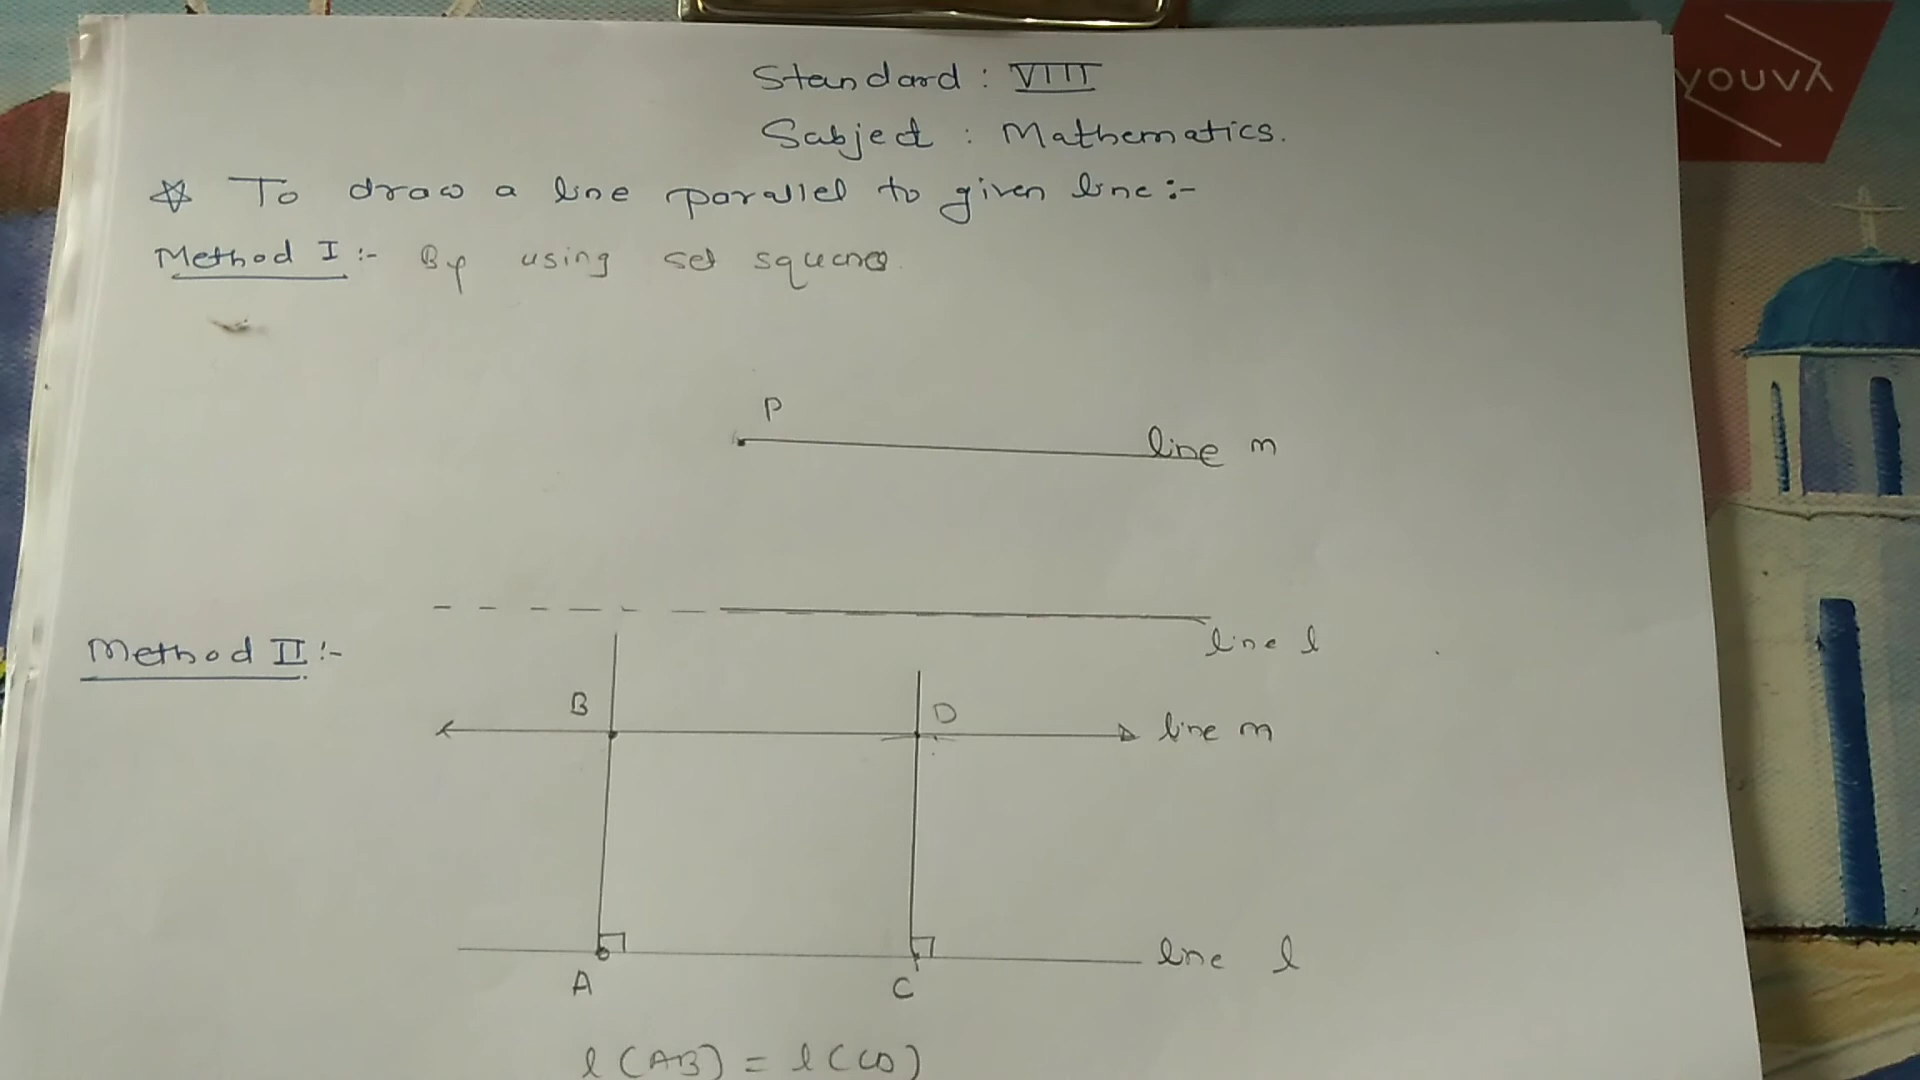 Standard : VIII
YOUVA
Subject : Mathematics.
☆ To draw a line parallel to given line :-
Method I :- By using set squares.
P
line m
line l
Method II :-
B
D
line m
line l
A
C
l (AB) = l (CD)